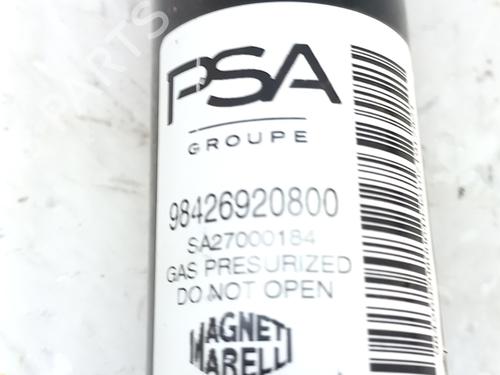 PSA
GROUPE
98426920800
SA27000184
GAS PRESURIZED
DO NOT OPEN
MAGNETI
MARELLI